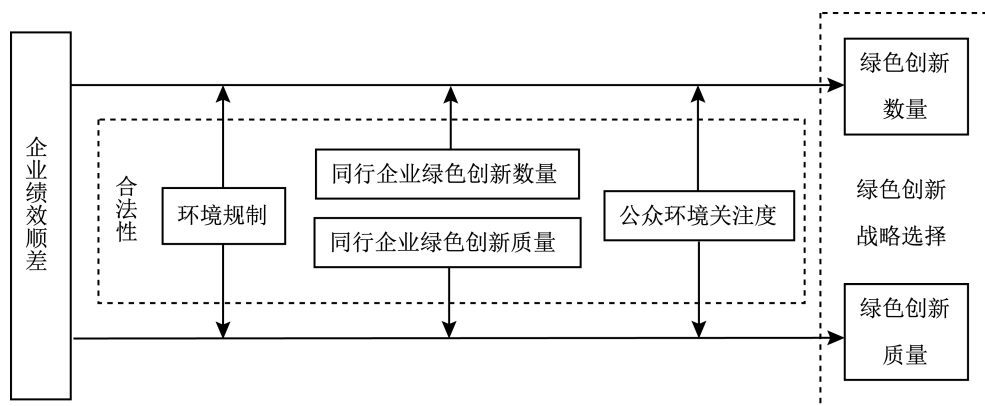 企业绩效顺差
合法性
环境规制
同行企业绿色创新数量
同行企业绿色创新质量
公众环境关注度
绿色创新
数量
绿色创新
战略选择
绿色创新
质量